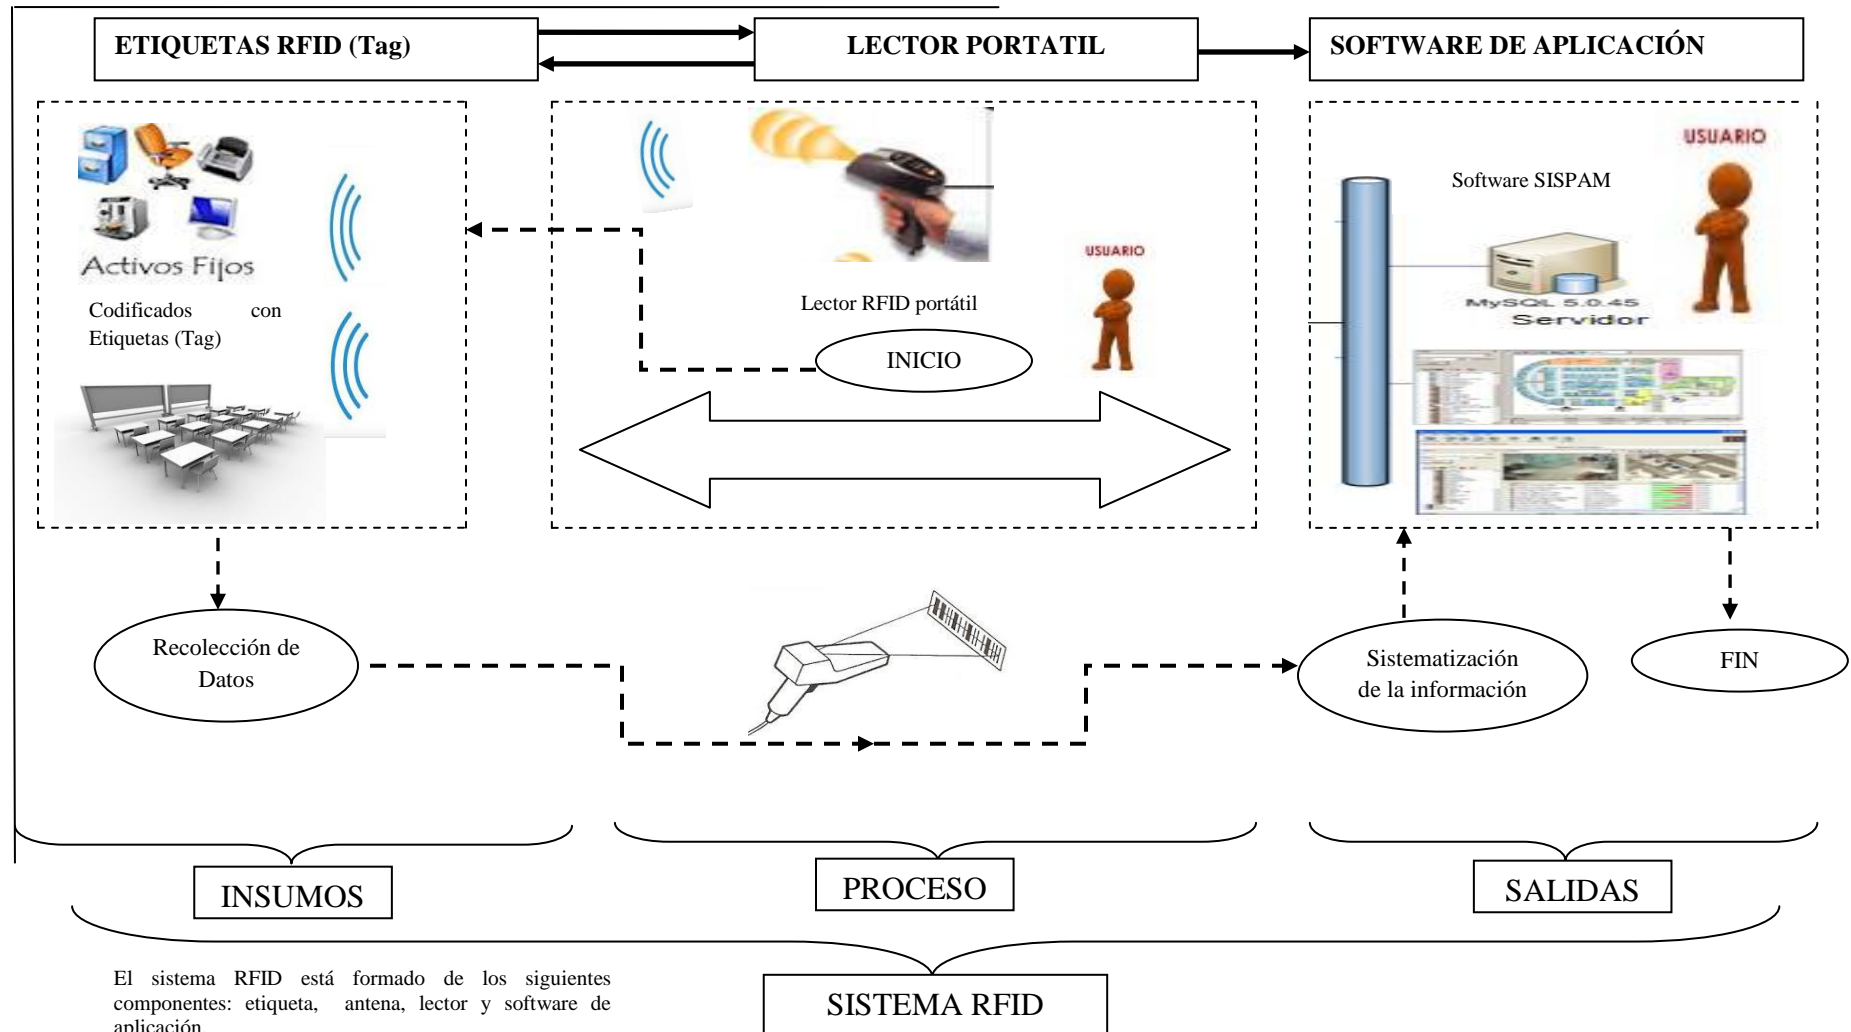 ETIQUETAS RFID (Tag)
LECTOR PORTATIL
SOFTWARE DE APLICACIÓN
Activos Fijos
Codificados con
Etiquetas (Tag)
Lector RFID portátil
INICIO
USUARIO
USUARIO
Software SISPAM
MySQL 5.0.45
Servidor
Recolección de
Datos
Sistematización
de la información
FIN
INSUMOS
PROCESO
SALIDAS
SISTEMA RFID
El sistema RFID está formado de los siguientes
componentes: etiqueta, antena, lector y software de
aplicación